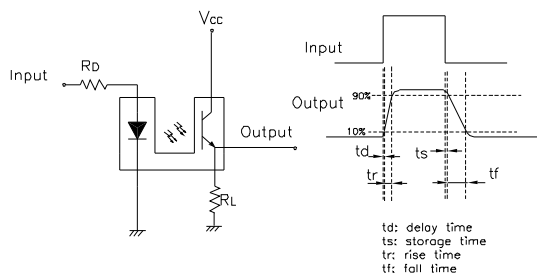 Vcc
RD
Input
Output
RL
Input
90%
Output
10%
td
ts
tr
tf
td: delay time
ts: storage time
tr: rise time
tf: fall time